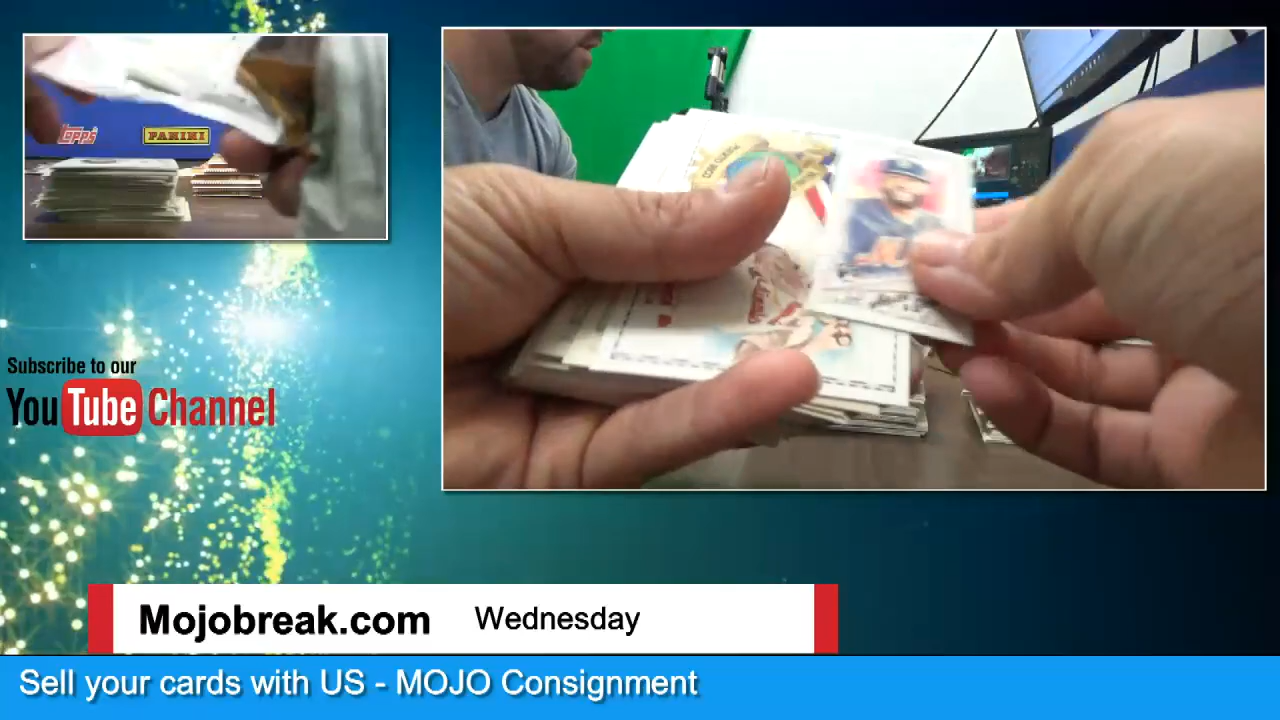 TOPPS
PANINI
Subscribe to our
YouTube Channel
Mojobreak.com Wednesday
Sell your cards with US - MOJO Consignment